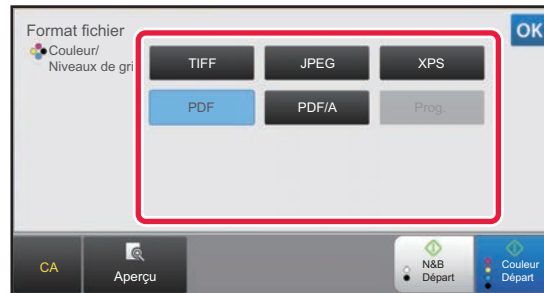 Format fichier
OK
Couleur/
Niveaux de gri
TIFF
JPEG
XPS
PDF
PDF/A
Prog.
CA
Aperçu
N&B
Départ
Couleur
Départ